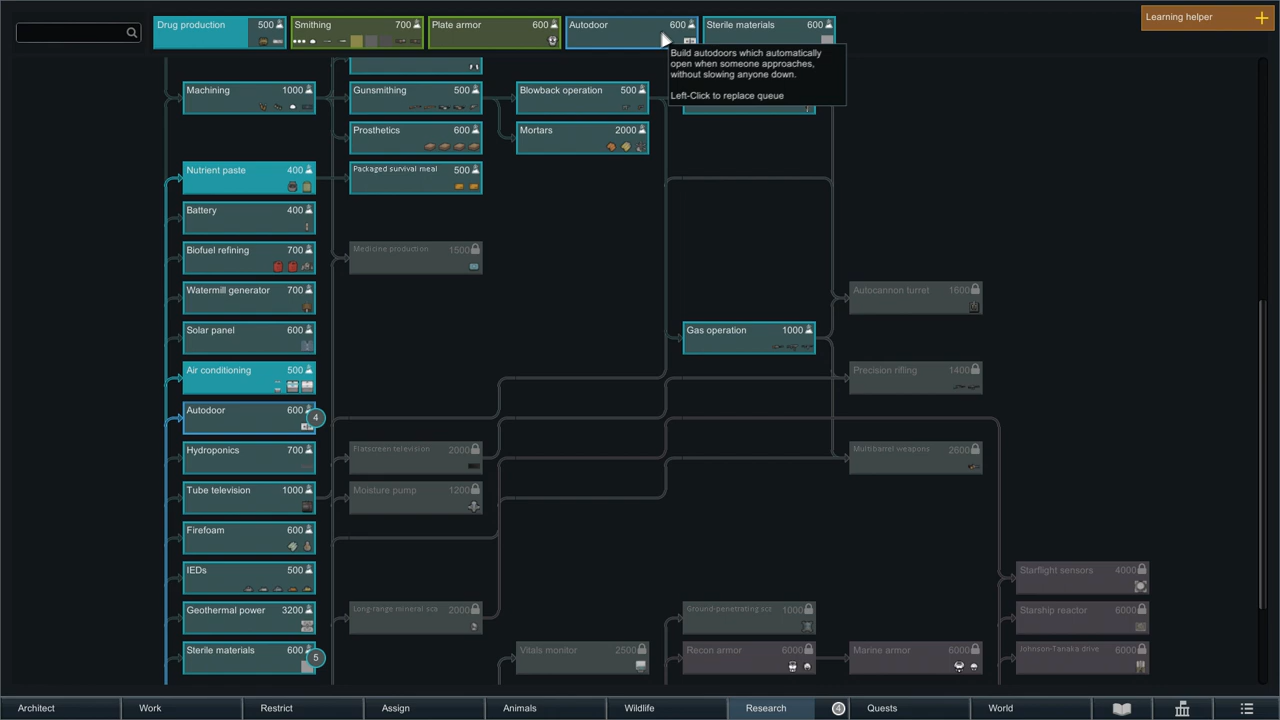 Drug production 500
Smithing 700
Plate armor 600
Autodoor 600
Sterile materials 600
Learning helper
Build autodoors which automatically
open when someone approaches,
without slowing anyone down.
Left-Click to replace queue
Machining 1000
Gunsmithing 500
Blowback operation 500
Prosthetics 600
Mortars 2000
Nutrient paste 400
Packaged survival meal 500
Battery 400
Biofuel refining 700
Medicine production 1500
Watermill generator 700
Autocannon turret 1600
Solar panel 600
Gas operation 1000
Air conditioning 500
Precision rifling 1400
Autodoor 600
4
Hydroponics 700
Flatscreen television 2000
Multibarrel weapons 2600
Tube television 1000
Moisture pump 1200
Firefoam 600
IEDs 500
Starflight sensors 4000
Geothermal power 3200
Long-range mineral sca 2000
Ground-penetrating sca 1000
Starship reactor 6000
Sterile materials 600
5
Vitals monitor 2500
Recon armor 6000
Marine armor 6000
Johnson-Tanaka drive 6000
Architect
Work
Restrict
Assign
Animals
Wildlife
Research
4
Quests
World